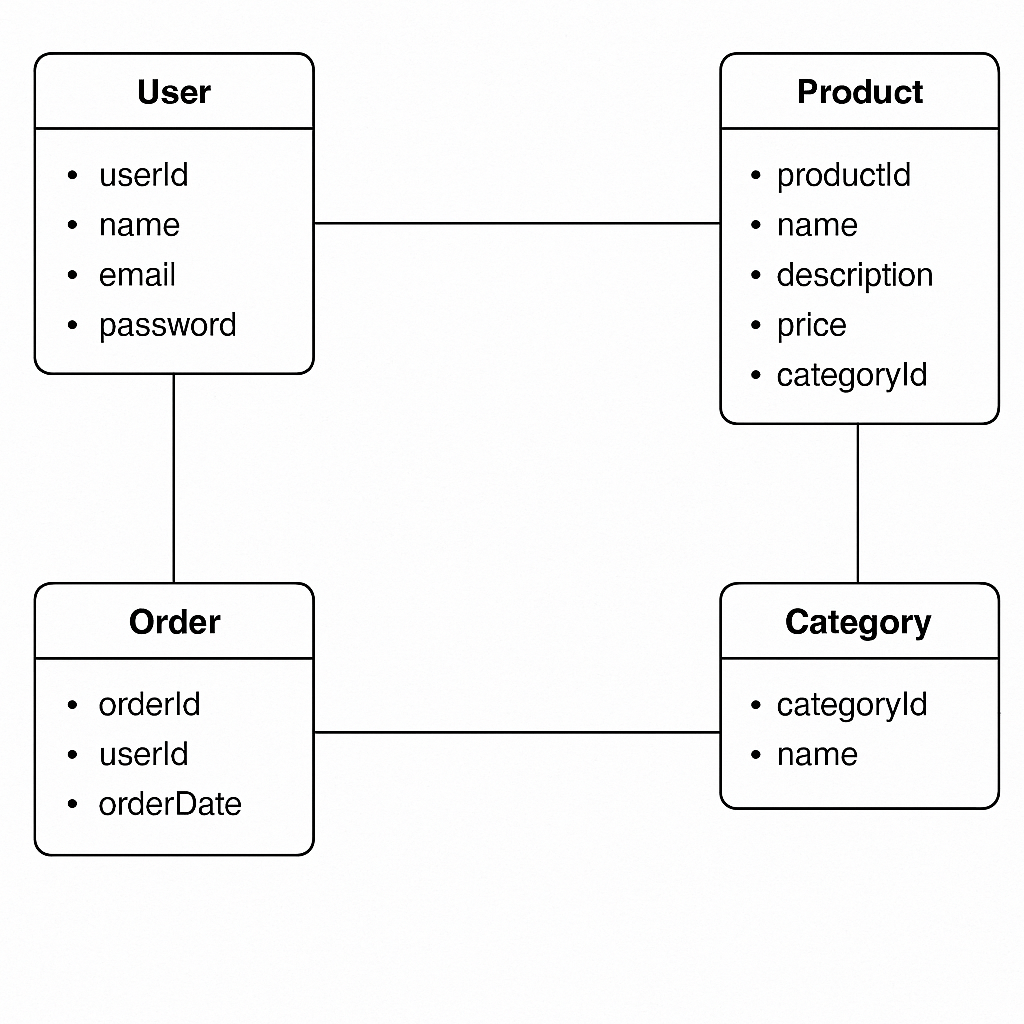 User
• userId
• name
• email
• password
Product
• productId
• name
• description
• price
• categoryId
Order
• orderId
• userId
• orderDate
Category
• categoryId
• name